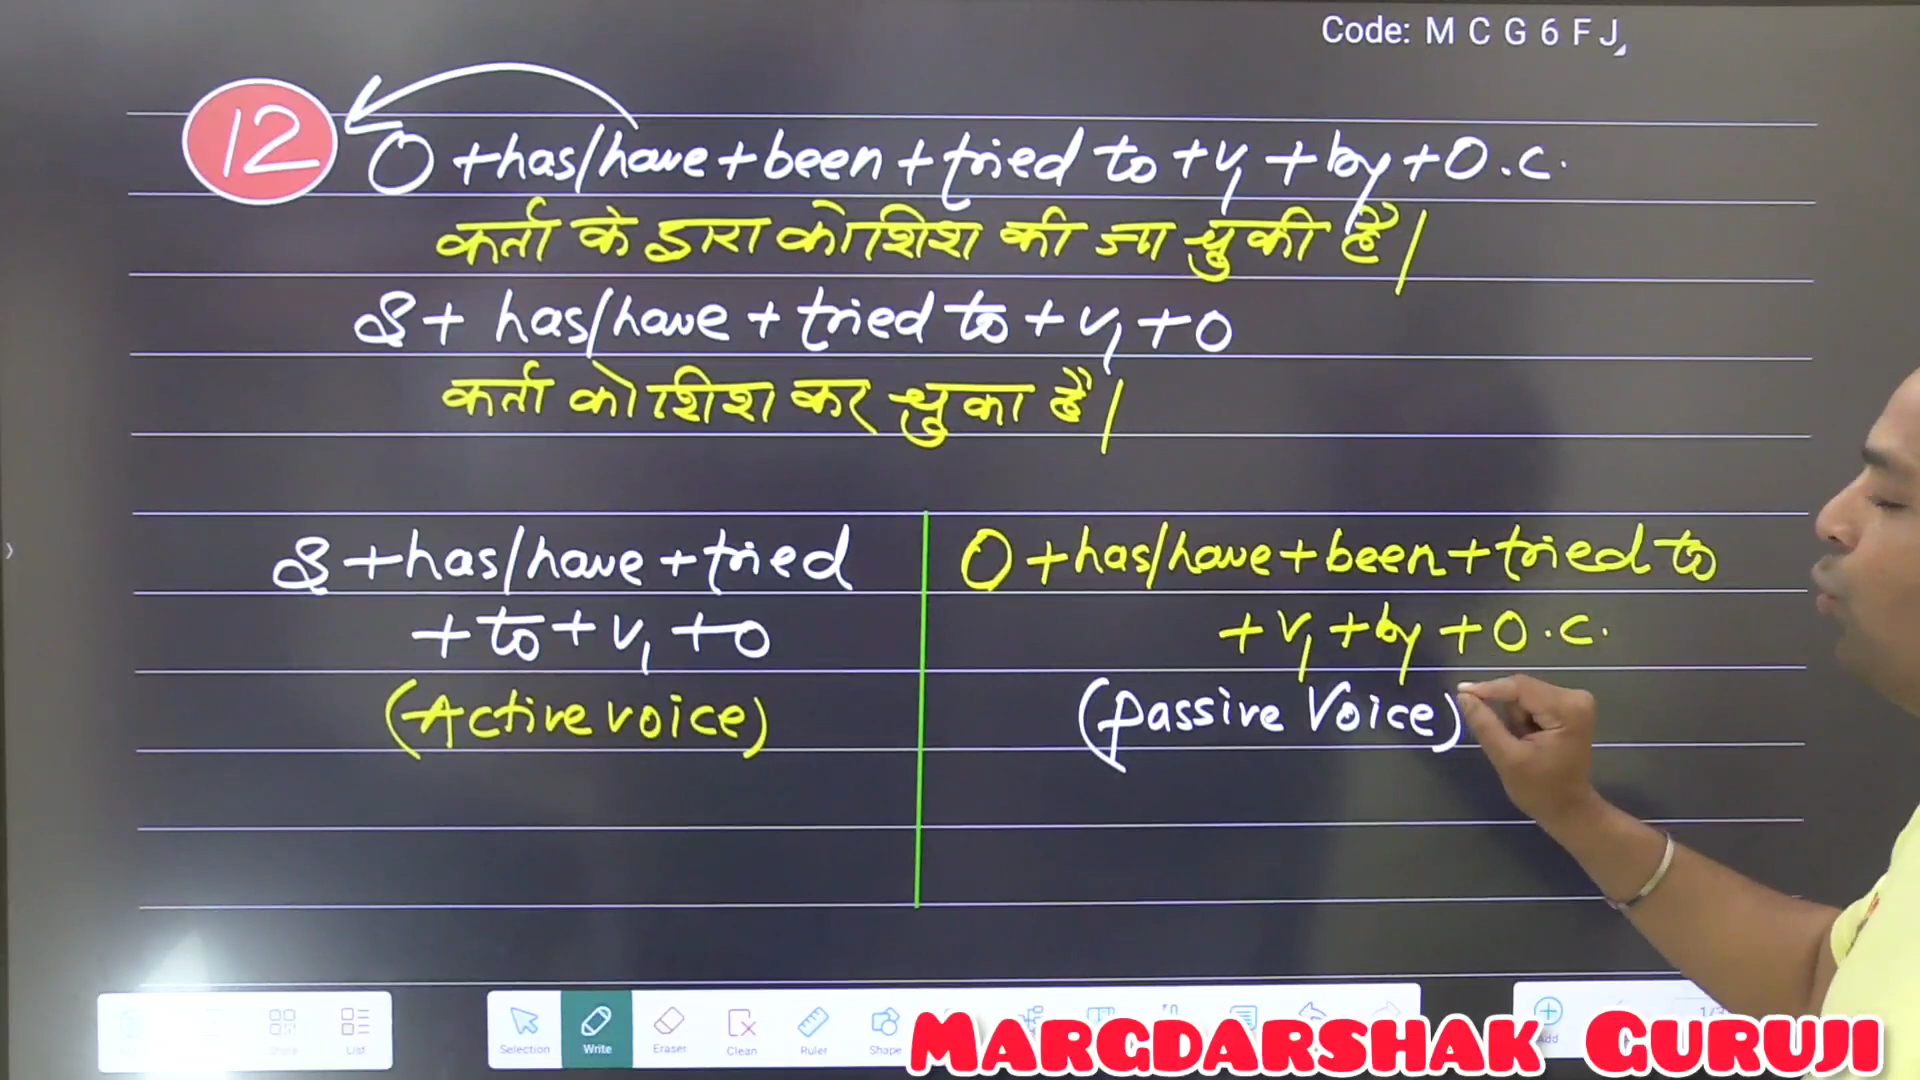 Code: M C G 6 F J
12
O + has/have + been + tried to + V1 + by + O.C.
कर्ता के द्वारा कोशिश की जा चुकी है।
S + has/have + tried to + V1 + O
कर्ता कोशिश कर चुका है।
S + has/have + tried
+ to + V1 + O
(Active voice)
O + has/have + been + tried to
+ V1 + by + O.C.
(Passive Voice)
List
Selection
Write
Eraser
Clean
Ruler
Shape
Add
MARGDARSHAK GURUJI